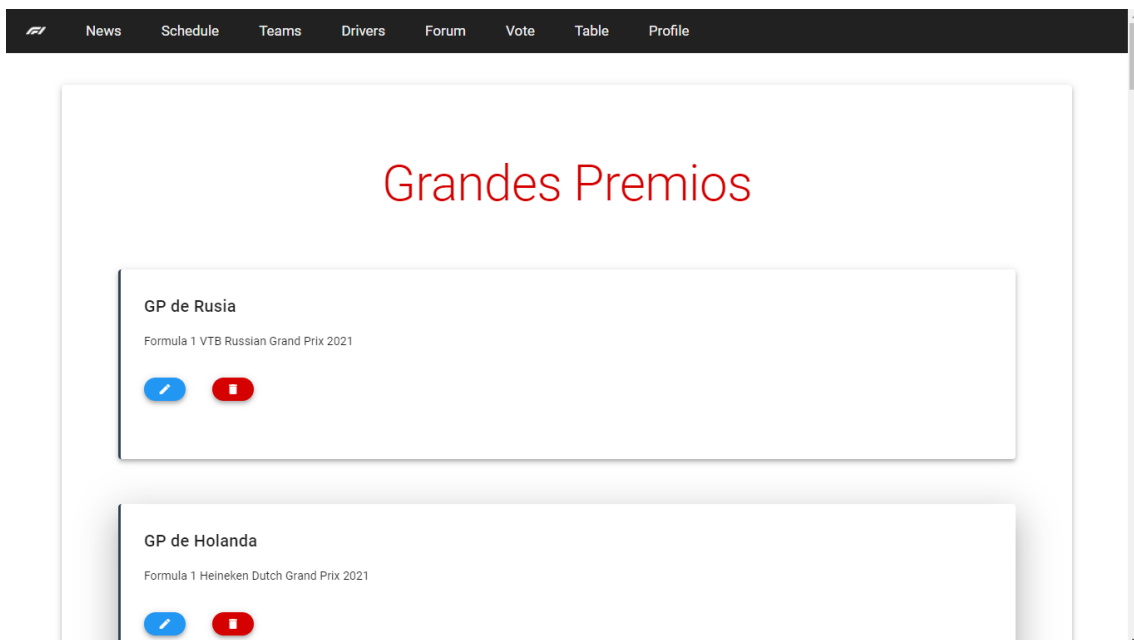 News Schedule Teams Drivers Forum Vote Table Profile
Grandes Premios
GP de Rusia
Formula 1 VTB Russian Grand Prix 2021
GP de Holanda
Formula 1 Heineken Dutch Grand Prix 2021